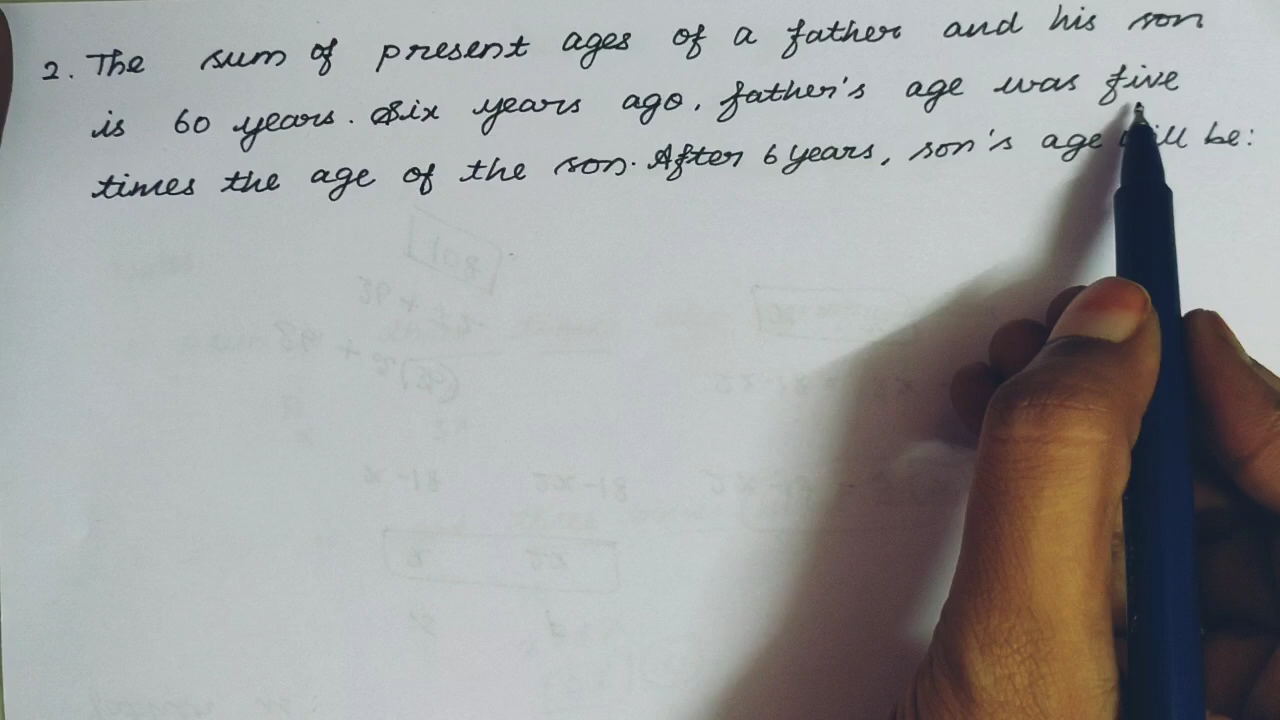 2. The sum of present ages of a father and his son
is 60 years. Six years ago, father's age was five
times the age of the son. After 6 years, son's age will be: